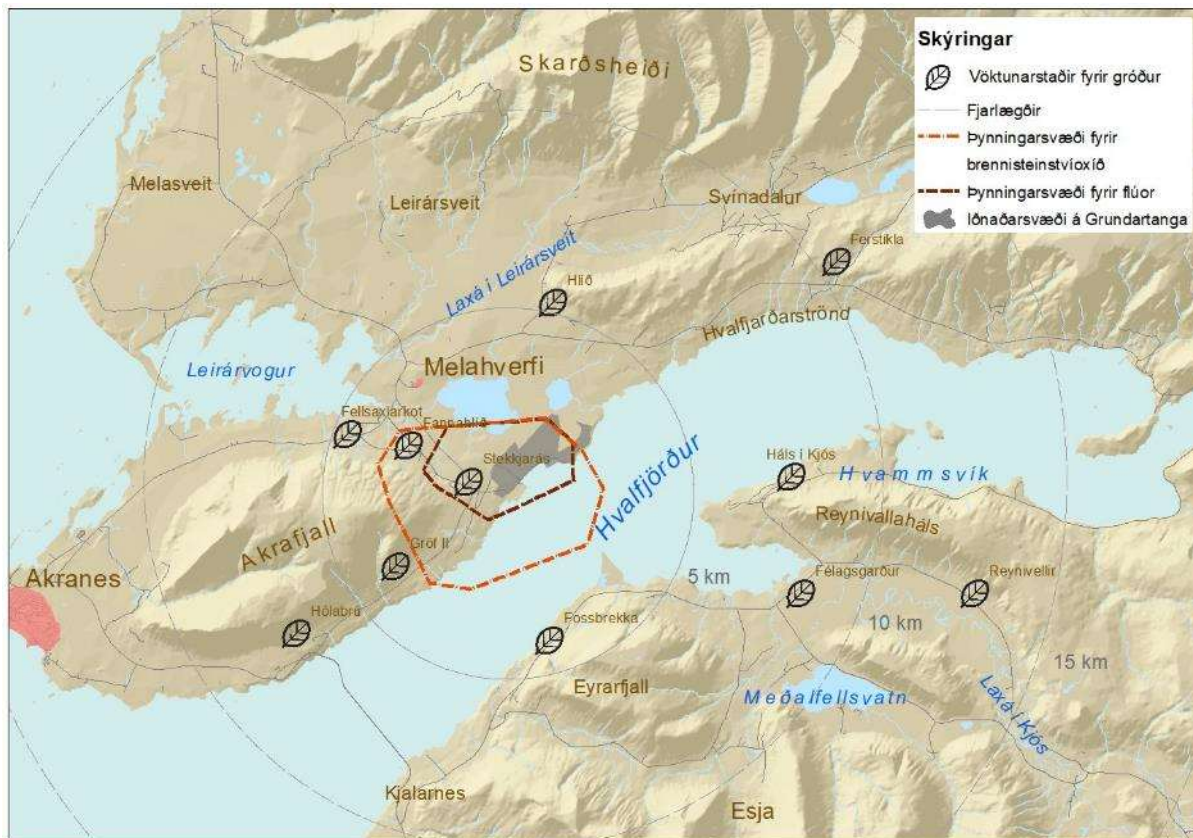 Skýringar
Vöktunarstaðir fyrir gróður
Fjarlægðir
Þynningarsvæði fyrir
brennisteinstvíoxíð
Þynningarsvæði fyrir flúor
Iðnaðarsvæði á Grundartanga
Skarðsheiði
Melasveit
Leirársveit
Svínadalur
Ferstikla
Laxá í Leirársveit
Hlíð
Hvalfjarðarströnd
Leirárvogur
Melahverfi
Fellsaxlarkot
Fannahlíð
Stekkjarás
Hvalfjörður
Háls í Kjós
Hvammsvík
Reynivallaháls
Akrafjall
Gröf II
Akranes
5 km
Félagsgarður
Reynivellir
Hólabrú
Fossbrekka
10 km
15 km
Eyrarfjall
Meðalfellsvatn
Laxá í Kjós
Kjalarnes
Esja